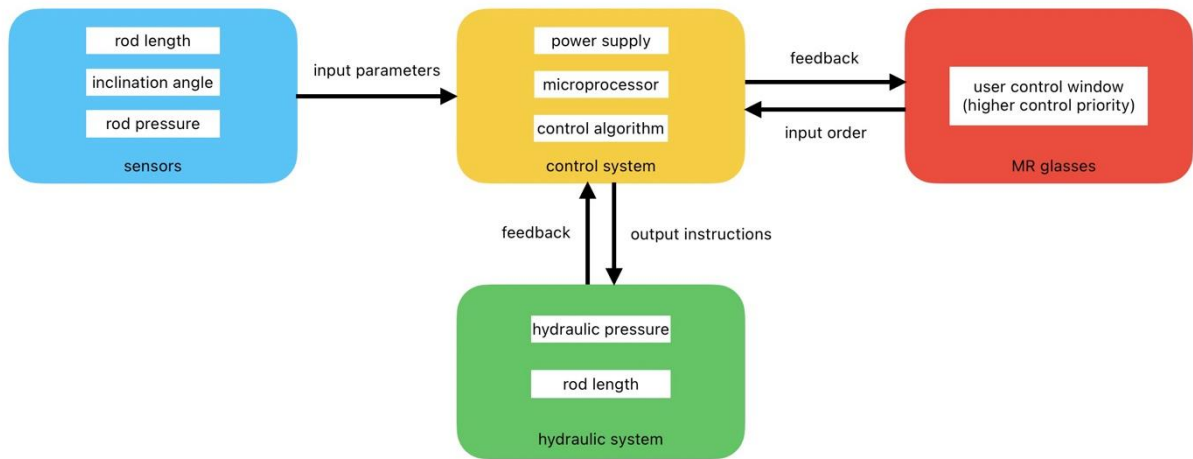 rod length
inclination angle
rod pressure
sensors
input parameters
power supply
microprocessor
control algorithm
control system
feedback
input order
user control window
(higher control priority)
MR glasses
feedback
output instructions
hydraulic pressure
rod length
hydraulic system